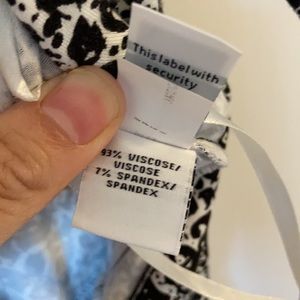 This label with
security
93% VISCOSE/
VISCOSE
7% SPANDEX/
SPANDEX